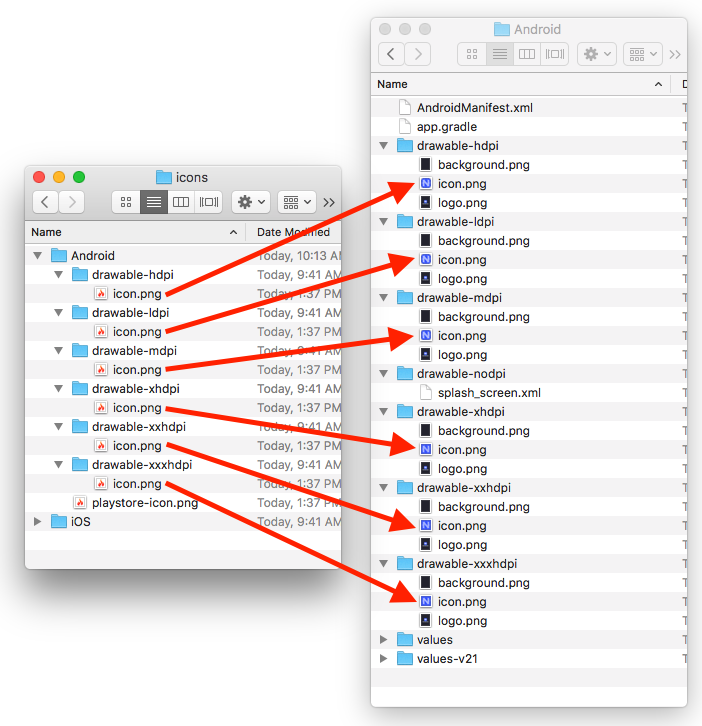 icons
Name Date Modified
Android Today, 10:13 AM
drawable-hdpi Today, 9:41 AM
icon.png Today, 1:37 PM
drawable-ldpi Today, 9:41 AM
icon.png Today, 1:37 PM
drawable-mdpi Today, 9:41 AM
icon.png Today, 1:37 PM
drawable-xhdpi Today, 9:41 AM
icon.png Today, 1:37 PM
drawable-xxhdpi Today, 9:41 AM
icon.png Today, 1:37 PM
drawable-xxxhdpi Today, 9:41 AM
icon.png Today, 1:37 PM
playstore-icon.png Today, 1:37 PM
iOS Today, 9:41 AM
Android
Name
AndroidManifest.xml
app.gradle
drawable-hdpi
background.png
icon.png
logo.png
drawable-ldpi
background.png
icon.png
logo.png
drawable-mdpi
background.png
icon.png
logo.png
drawable-nodpi
splash_screen.xml
drawable-xhdpi
background.png
icon.png
logo.png
drawable-xxhdpi
background.png
icon.png
logo.png
drawable-xxxhdpi
background.png
icon.png
logo.png
values
values-v21